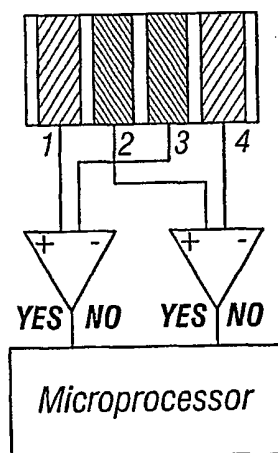 1 2 3 4
+ - + -
YES NO YES NO
Microprocessor